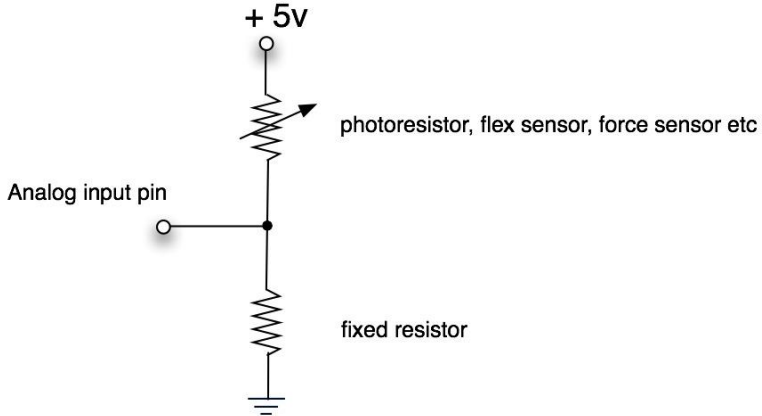 + 5v
photoresistor, flex sensor, force sensor etc
Analog input pin
fixed resistor